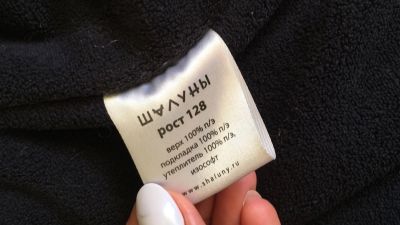 ШАЛУНЫ
рост 128
верх 100% п/э
подкладка 100% п/э
утеплитель 100% п/э,
изософт
www.shaluny.ru